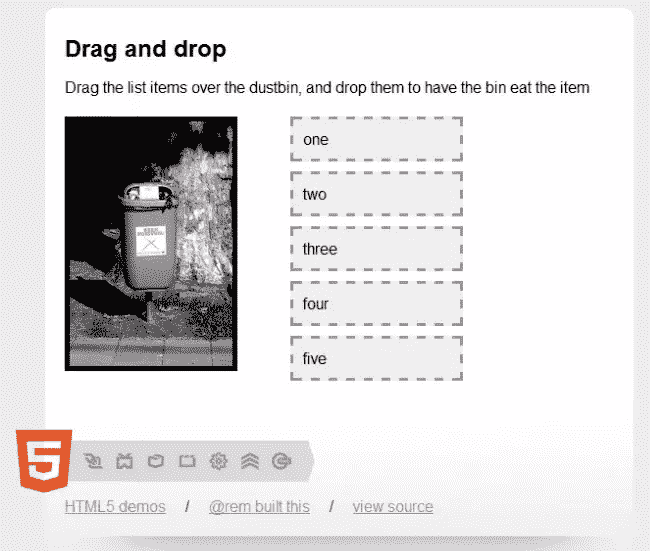 Drag and drop
Drag the list items over the dustbin, and drop them to have the bin eat the item
one
two
three
four
five
5
HTML5 demos / @rem built this / view source